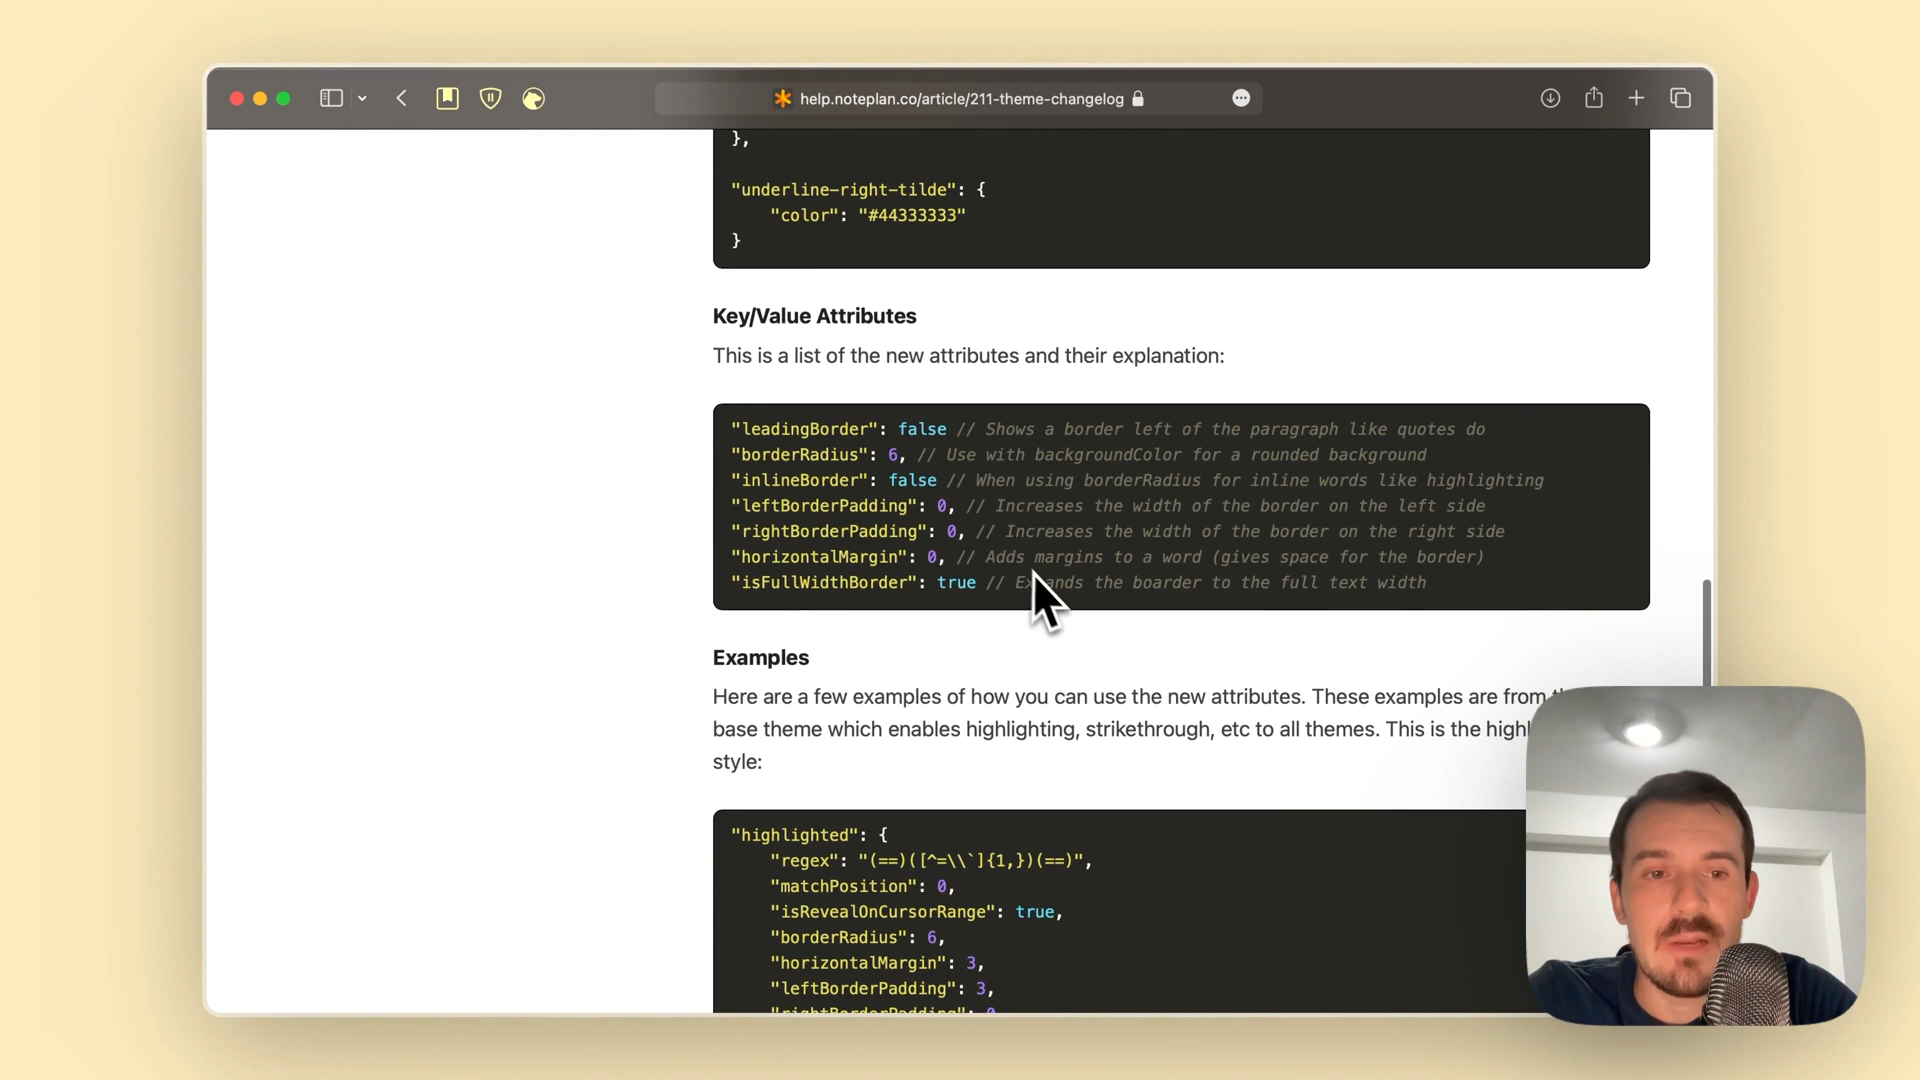 help.noteplan.co/article/211-theme-changelog
},
"underline-right-tilde": {
"color": "#44333333"
}
Key/Value Attributes
This is a list of the new attributes and their explanation:
"leadingBorder": false // Shows a border left of the paragraph like quotes do
"borderRadius": 6, // Use with backgroundColor for a rounded background
"inlineBorder": false // When using borderRadius for inline words like highlighting
"leftBorderPadding": 0, // Increases the width of the border on the left side
"rightBorderPadding": 0, // Increases the width of the border on the right side
"horizontalMargin": 0, // Adds margins to a word (gives space for the border)
"isFullWidthBorder": true // Expands the boarder to the full text width
Examples
Here are a few examples of how you can use the new attributes. These examples are from
base theme which enables highlighting, strikethrough, etc to all themes. This is the
style:
"highlighted": {
"regex": "(==)([^=\\`]{1,})(==)",
"matchPosition": 0,
"isRevealOnCursorRange": true,
"borderRadius": 6,
"horizontalMargin": 3,
"leftBorderPadding": 3,
"rightBorderPadding": 0